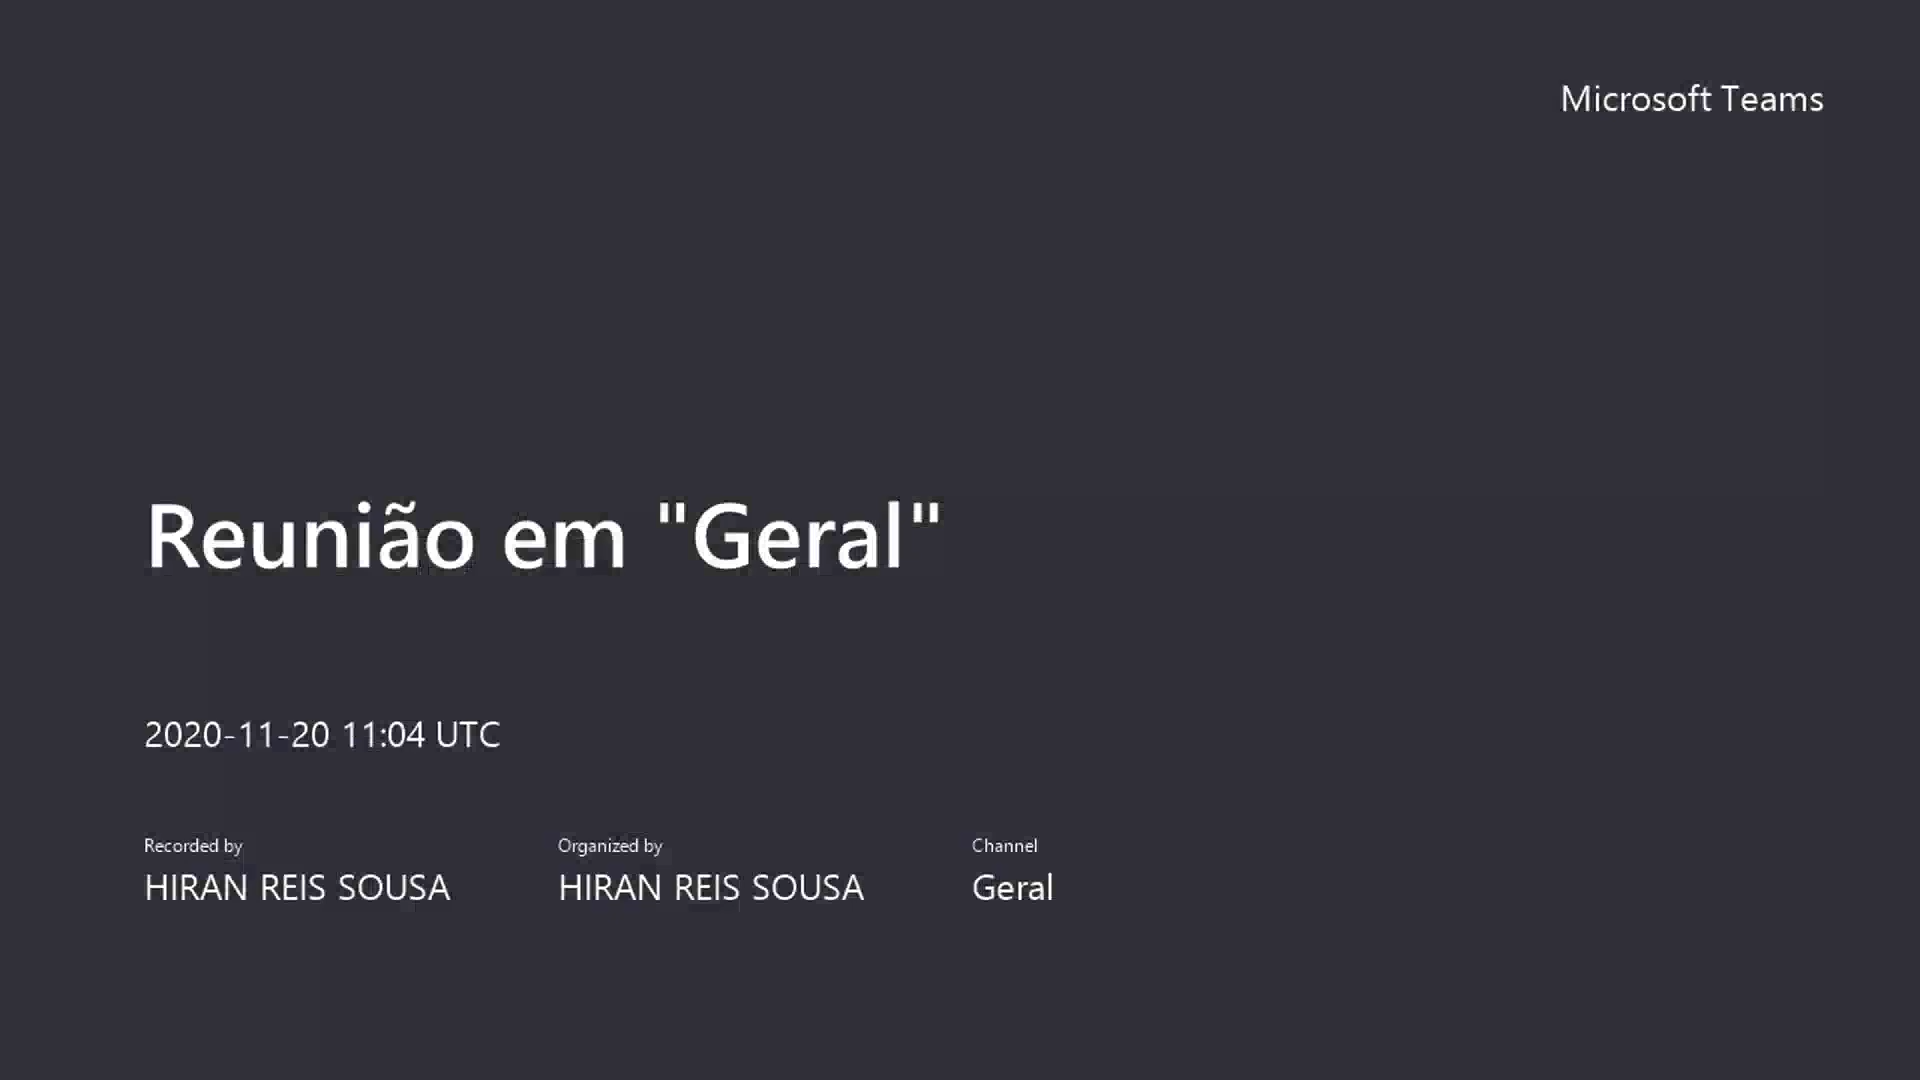 Microsoft Teams
Reunião em "Geral"
2020-11-20 11:04 UTC
Recorded by
HIRAN REIS SOUSA
Organized by
HIRAN REIS SOUSA
Channel
Geral